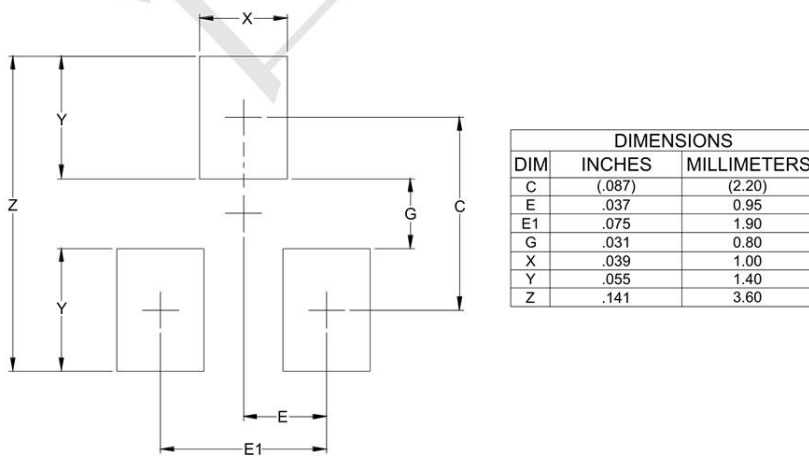 X
Y
Z
G
C
Y
E
E1
DIMENSIONS
DIM INCHES MILLIMETERS
C (.087) (2.20)
E .037 0.95
E1 .075 1.90
G .031 0.80
X .039 1.00
Y .055 1.40
Z .141 3.60